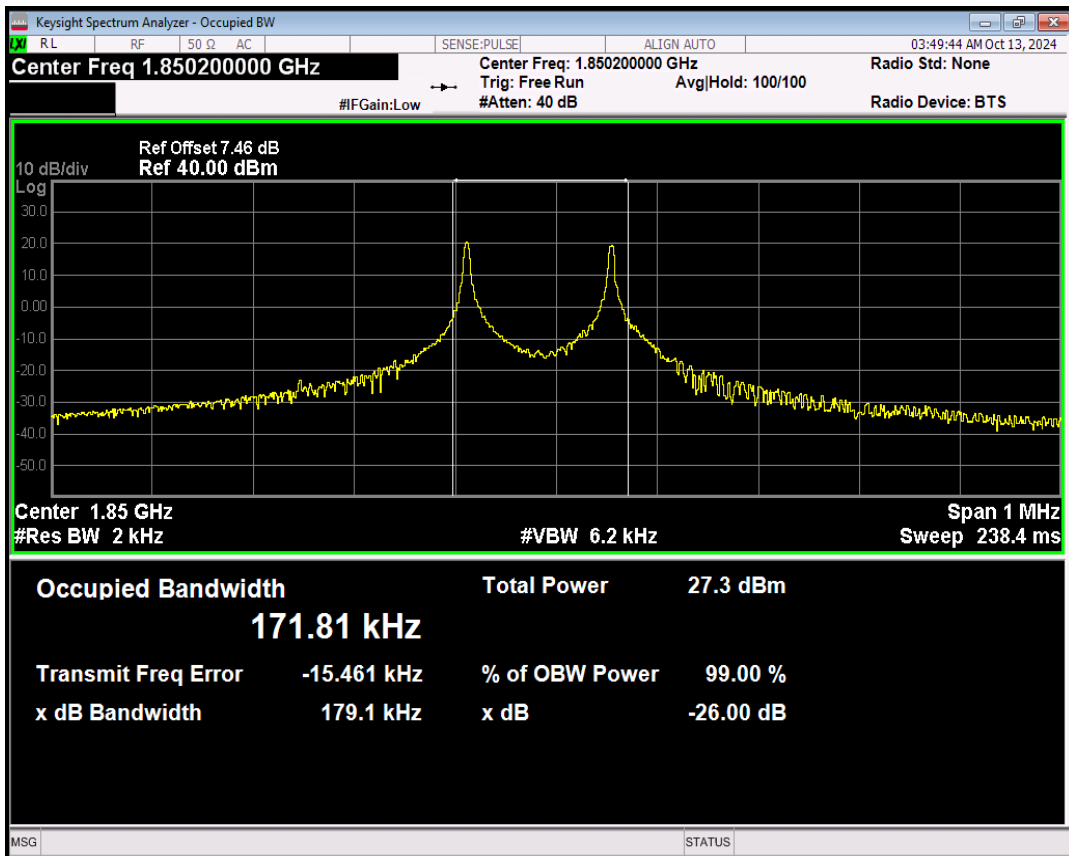 Keysight Spectrum Analyzer - Occupied BW
LXI RL RF 50 Ω AC SENSE:PULSE ALIGN AUTO 03:49:44 AM Oct 13, 2024
Center Freq 1.850200000 GHz
Center Freq: 1.850200000 GHz
Radio Std: None
Trig: Free Run Avg|Hold: 100/100
#IFGain:Low #Atten: 40 dB Radio Device: BTS
Ref Offset 7.46 dB
10 dB/div Ref 40.00 dBm
Log
30.0
20.0
10.0
0.00
-10.0
-20.0
-30.0
-40.0
-50.0
Center 1.85 GHz Span 1 MHz
#Res BW 2 kHz #VBW 6.2 kHz Sweep 238.4 ms
Occupied Bandwidth Total Power 27.3 dBm
171.81 kHz
Transmit Freq Error -15.461 kHz % of OBW Power 99.00 %
x dB Bandwidth 179.1 kHz x dB -26.00 dB
MSG STATUS